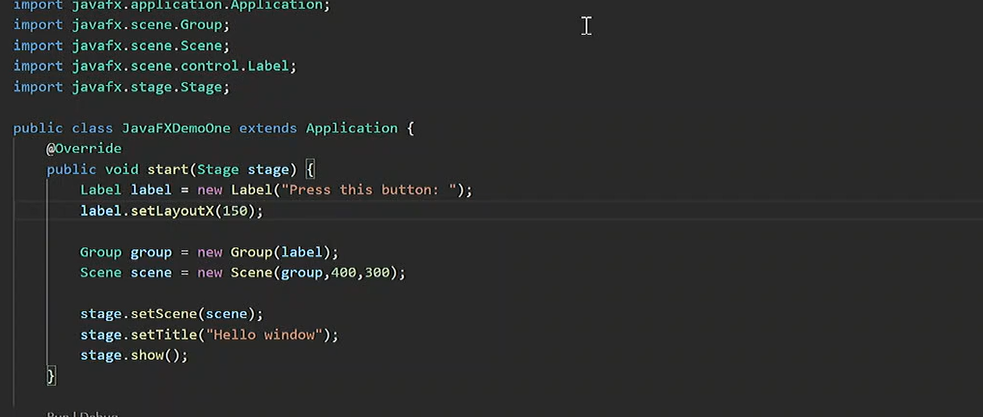 import javafx.application.Application;
import javafx.scene.Group;
import javafx.scene.Scene;
import javafx.scene.control.Label;
import javafx.stage.Stage;
public class JavaFXDemoOne extends Application {
@Override
public void start(Stage stage) {
Label label = new Label("Press this button: ");
label.setLayoutX(150);
Group group = new Group(label);
Scene scene = new Scene(group,400,300);
stage.setScene(scene);
stage.setTitle("Hello window");
stage.show();
}
Run | Debug